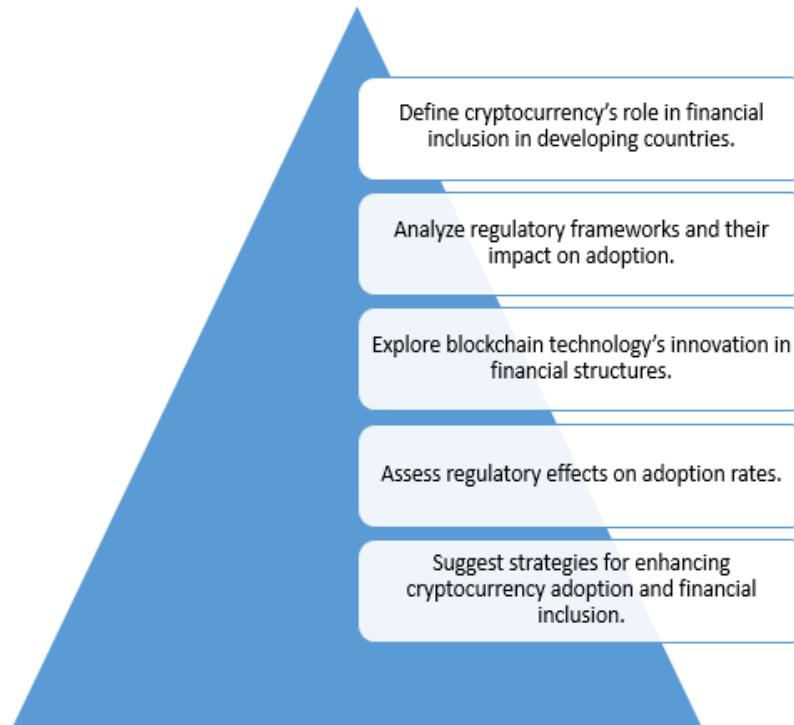 Define cryptocurrency’s role in financial
inclusion in developing countries.
Analyze regulatory frameworks and their
impact on adoption.
Explore blockchain technology’s innovation in
financial structures.
Assess regulatory effects on adoption rates.
Suggest strategies for enhancing
cryptocurrency adoption and financial
inclusion.